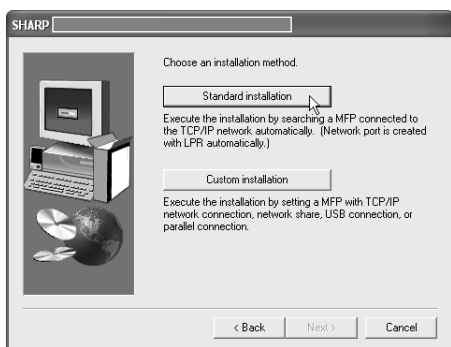 SHARP
Choose an installation method.
Standard installation
Execute the installation by searching a MFP connected to
the TCP/IP network automatically. (Network port is created
with LPR automatically.)
Custom installation
Execute the installation by setting a MFP with TCP/IP
network connection, network share, USB connection, or
parallel connection.
< Back Next > Cancel